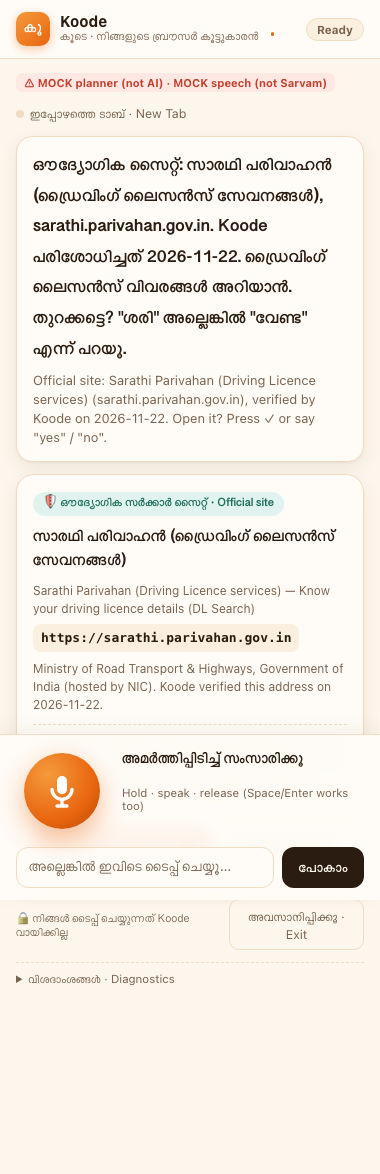 കൂ
Koode
കൂടെ · നിങ്ങളുടെ ബ്രൗസർ കൂട്ടുകാരൻ
Ready
⚠ MOCK planner (not AI) · MOCK speech (not Sarvam)
ഇപ്പോഴത്തെ ടാബ് · New Tab
ഔദ്യോഗിക സൈറ്റ്: സാരഥി പരിവാഹൻ
(ഡ്രൈവിംഗ് ലൈസൻസ് സേവനങ്ങൾ),
sarathi.parivahan.gov.in. Koode
പരിശോധിച്ചത് 2026-11-22. ഡ്രൈവിംഗ്
ലൈസൻസ് വിവരങ്ങൾ അറിയാൻ.
തുറക്കട്ടെ? "ശരി" അല്ലെങ്കിൽ "വേണ്ട"
എന്ന് പറയൂ.
Official site: Sarathi Parivahan (Driving Licence
services) (sarathi.parivahan.gov.in), verified by
Koode on 2026-11-22. Open it? Press ✓ or say
"yes" / "no".
ഔദ്യോഗിക സർക്കാർ സൈറ്റ് · Official site
സാരഥി പരിവാഹൻ (ഡ്രൈവിംഗ് ലൈസൻസ്
സേവനങ്ങൾ)
Sarathi Parivahan (Driving Licence services) — Know
your driving licence details (DL Search)
https://sarathi.parivahan.gov.in
Ministry of Road Transport & Highways, Government of
India (hosted by NIC). Koode verified this address on
2026-11-22.
അമർത്തിപ്പിടിച്ച് സംസാരിക്കൂ
Hold · speak · release (Space/Enter works
too)
അല്ലെങ്കിൽ ഇവിടെ ടൈപ്പ് ചെയ്യൂ...
പോകാം
🔒 നിങ്ങൾ ടൈപ്പ് ചെയ്യുന്നത് Koode
വായിക്കില്ല
അവസാനിപ്പിക്കൂ ·
Exit
▶ വിശദാംശങ്ങൾ · Diagnostics